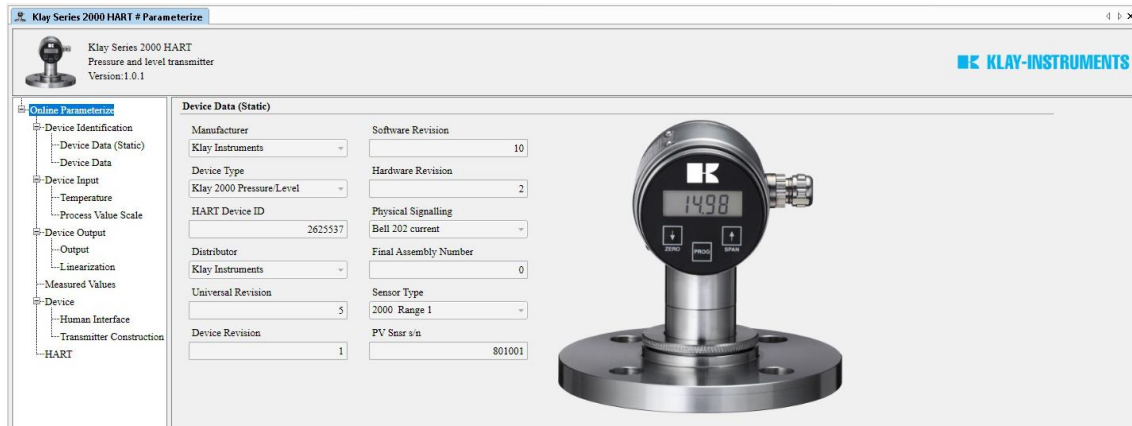 Klay Series 2000 HART # Parameterize
Klay Series 2000 HART
Pressure and level transmitter
Version:1.0.1
KLAY-INSTRUMENTS
Online Parameterize
Device Identification
Device Data (Static)
Device Data
Device Input
Temperature
Process Value Scale
Device Output
Output
Linearization
Measured Values
Device
Human Interface
Transmitter Construction
HART
Device Data (Static)
Manufacturer
Klay Instruments
Device Type
Klay 2000 Pressure/Level
HART Device ID
2625537
Distributor
Klay Instruments
Universal Revision
5
Device Revision
1
Software Revision
10
Hardware Revision
2
Physical Signalling
Bell 202 current
Final Assembly Number
0
Sensor Type
2000 Range 1
PV Snsr s/n
801001
14.98
ZERO PROG SPAN